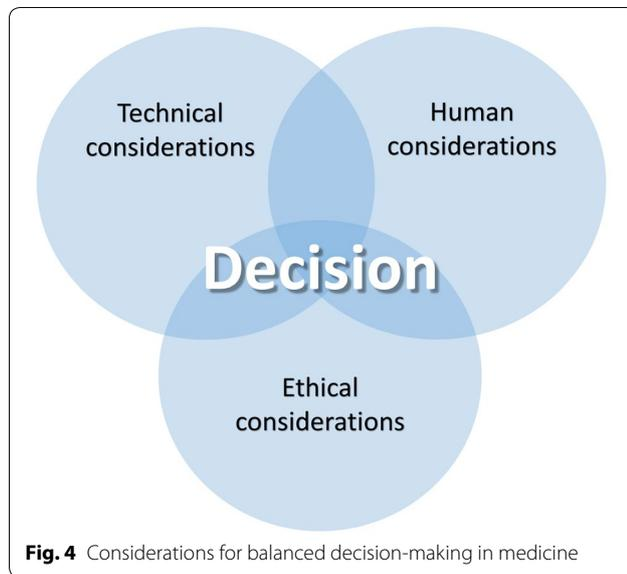 Technical
considerations
Human
considerations
Decision
Ethical
considerations
Fig. 4 Considerations for balanced decision-making in medicine